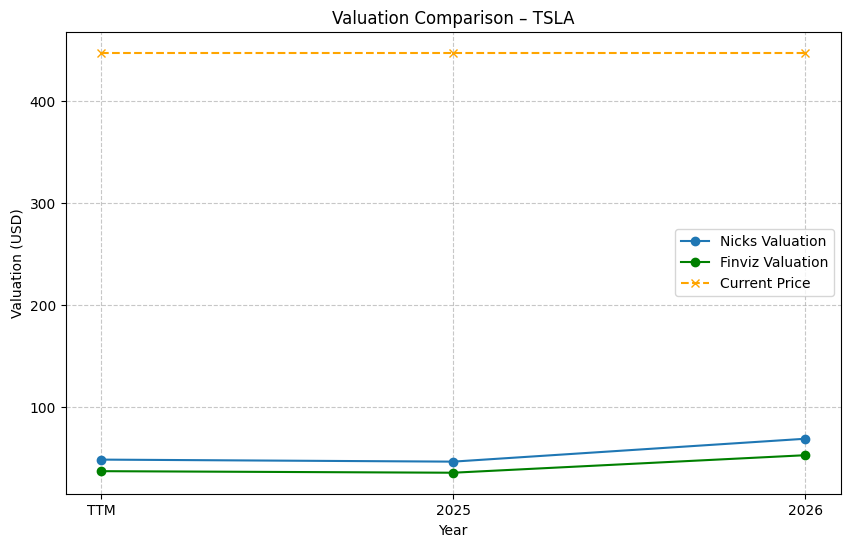 Valuation Comparison – TSLA
Valuation (USD)
400
300
200
100
Nicks Valuation
Finviz Valuation
Current Price
TTM
2025
2026
Year